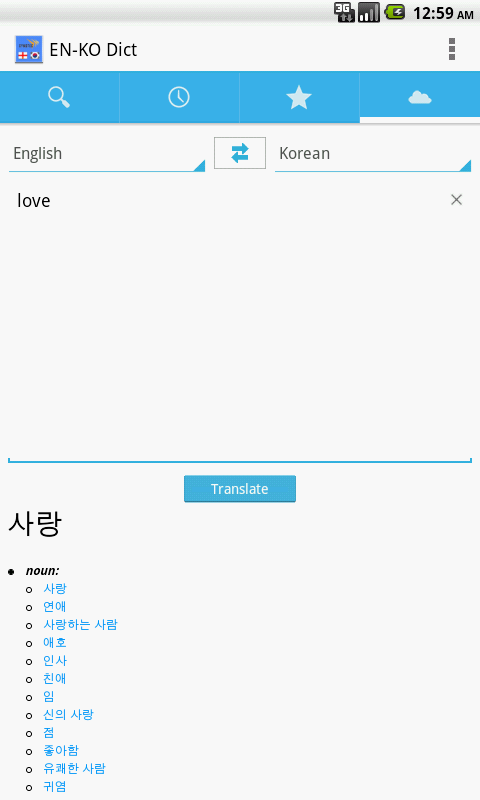 3G
12:59 AM
EN-KO Dict
English
Korean
love
Translate
사랑
noun:
사랑
연애
사랑하는 사람
애호
인사
친애
임
신의 사랑
점
좋아함
유쾌한 사람
귀염